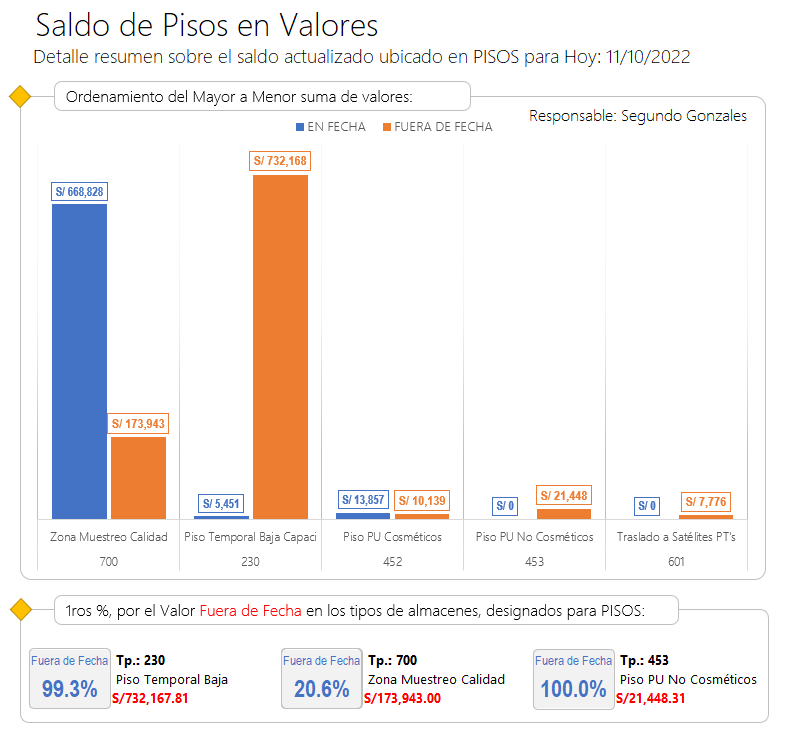 Saldo de Pisos en Valores
Detalle resumen sobre el saldo actualizado ubicado en PISOS para Hoy: 11/10/2022
Ordenamiento del Mayor a Menor suma de valores:
Responsable: Segundo Gonzales
EN FECHA FUERA DE FECHA
S/ 732,168
S/ 668,828
S/ 173,943
S/ 5,451
S/ 13,857
S/ 10,139
S/ 0
S/ 21,448
S/ 0
S/ 7,776
Zona Muestreo Calidad Piso Temporal Baja Capaci Piso PU Cosméticos Piso PU No Cosméticos Traslado a Satélites PT's
700 230 452 453 601
1ros %, por el Valor Fuera de Fecha en los tipos de almacenes, designados para PISOS:
Fuera de Fecha
99.3%
Tp.: 230
Piso Temporal Baja
S/732,167.81
Fuera de Fecha
20.6%
Tp.: 700
Zona Muestreo Calidad
S/173,943.00
Fuera de Fecha
100.0%
Tp.: 453
Piso PU No Cosméticos
S/21,448.31